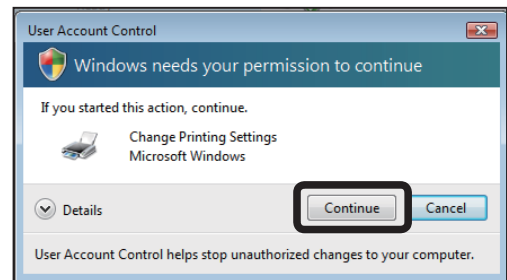 User Account Control
Windows needs your permission to continue
If you started this action, continue.
Change Printing Settings
Microsoft Windows
Details
Continue
Cancel
User Account Control helps stop unauthorized changes to your computer.